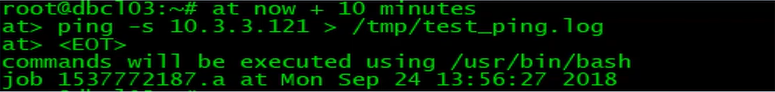 root@dbcl03:~# at now + 10 minutes
at> ping -s 10.3.3.121 > /tmp/test_ping.log
at> <EOT>
commands will be executed using /usr/bin/bash
job 1537772187.a at Mon Sep 24 13:56:27 2018